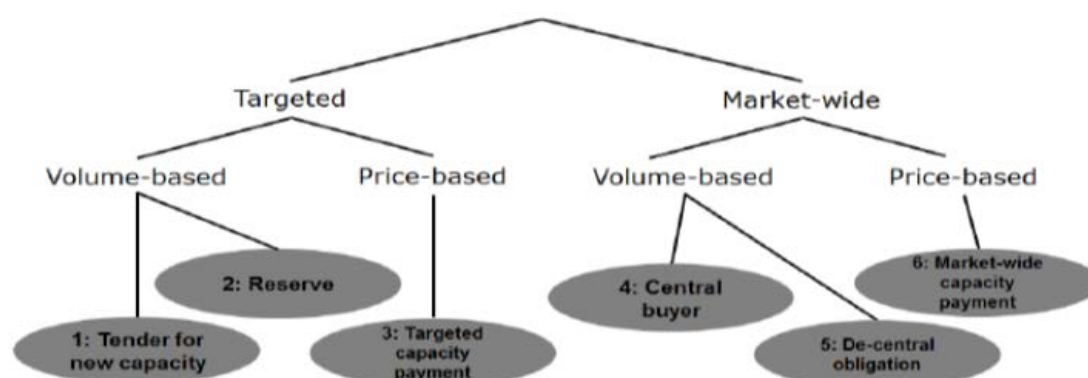 Targeted
Market-wide
Volume-based
Price-based
Volume-based
Price-based
2: Reserve
4: Central
buyer
6: Market-wide
capacity
payment
1: Tender for
new capacity
3: Targeted
capacity
payment
5: De-central
obligation